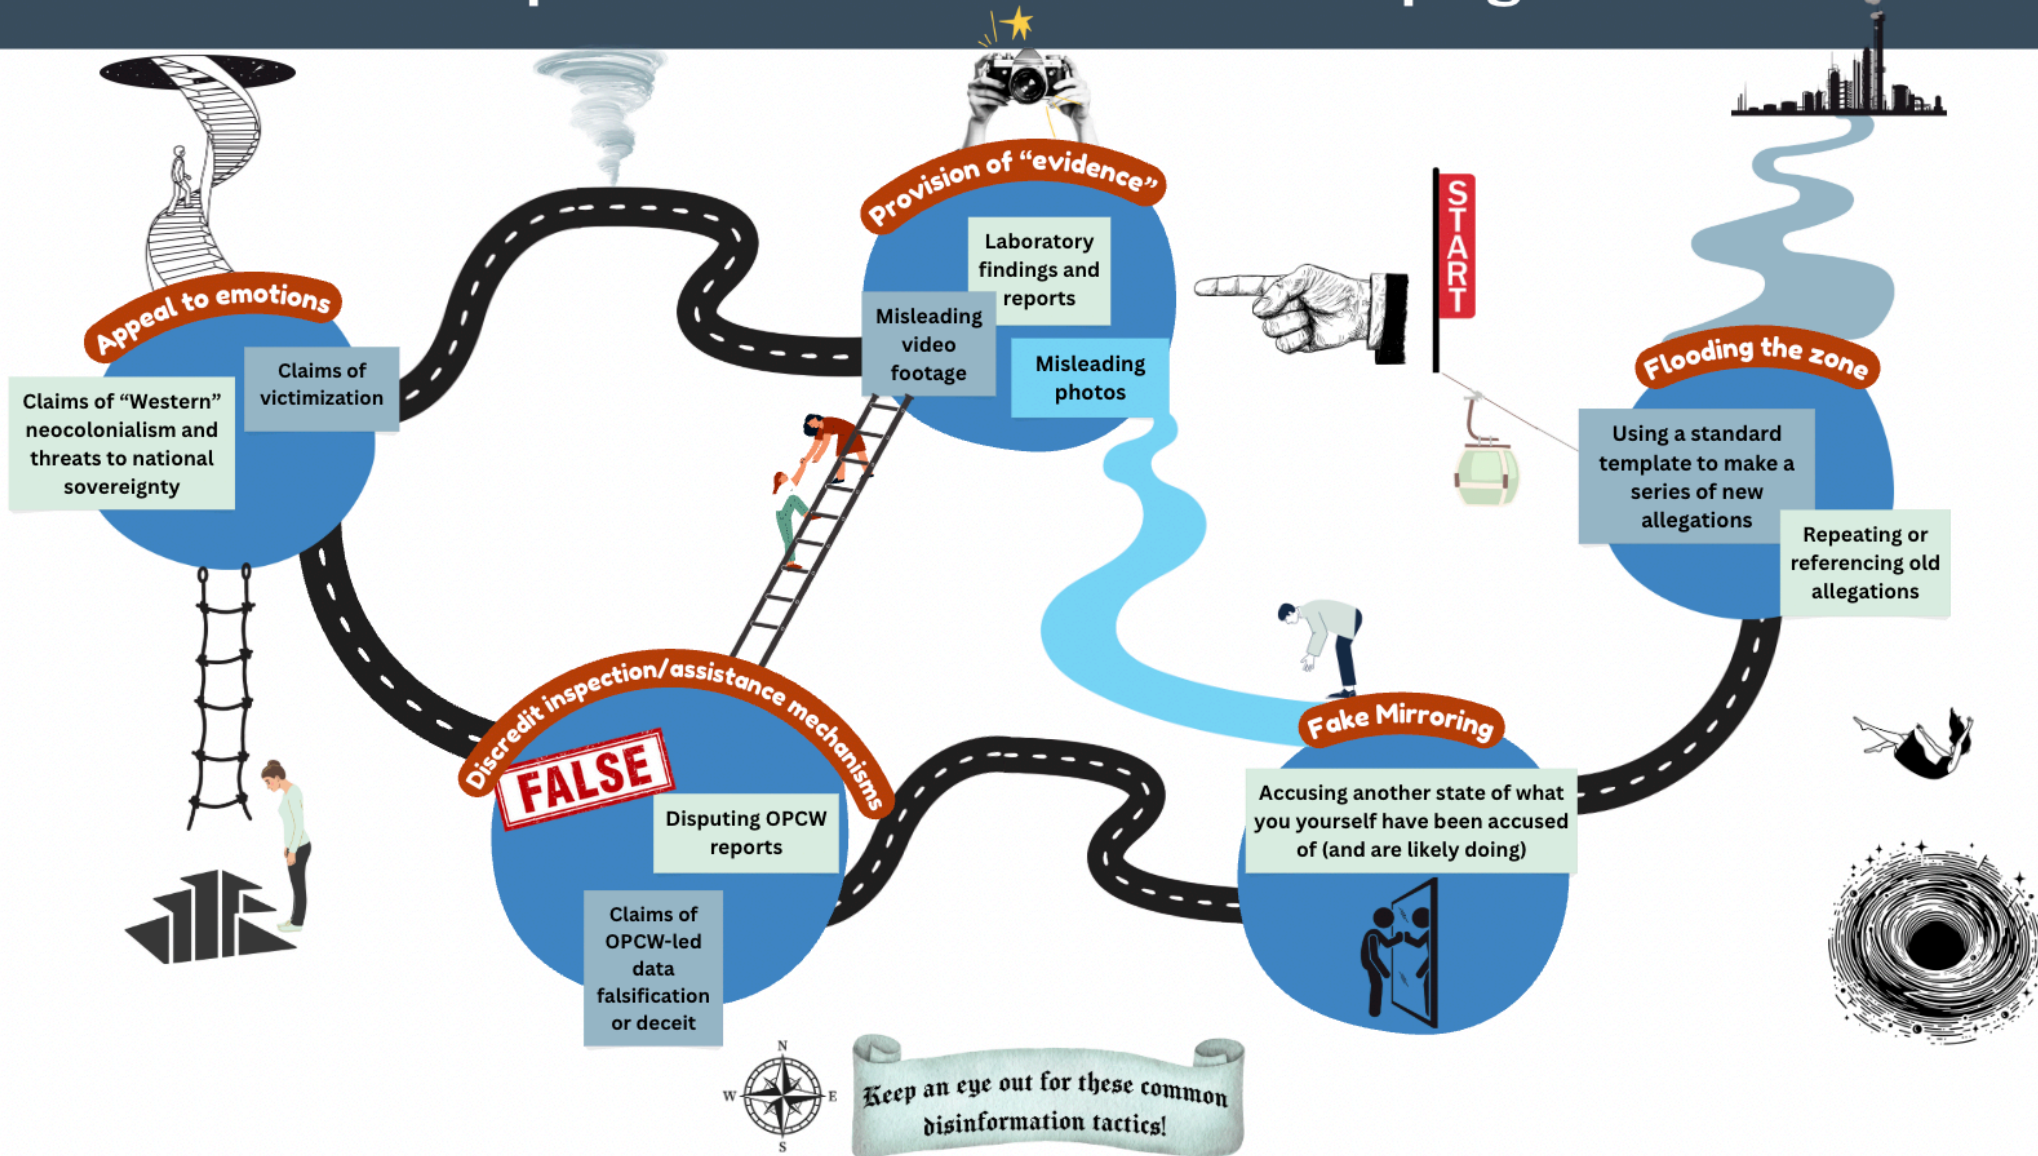 Provision of “evidence”
Laboratory
findings and
reports
Misleading
video
footage
Misleading
photos
START
Appeal to emotions
Claims of
victimization
Claims of “Western”
neocolonialism and
threats to national
sovereignty
Flooding the zone
Using a standard
template to make a
series of new
allegations
Repeating or
referencing old
allegations
Discredit inspection/assistance mechanisms
FALSE
Disputing OPCW
reports
Claims of
OPCW-led
data
falsification
or deceit
Fake Mirroring
Accusing another state of what
you yourself have been accused
of (and are likely doing)
N
W
E
S
Keep an eye out for these common
disinformation tactics!